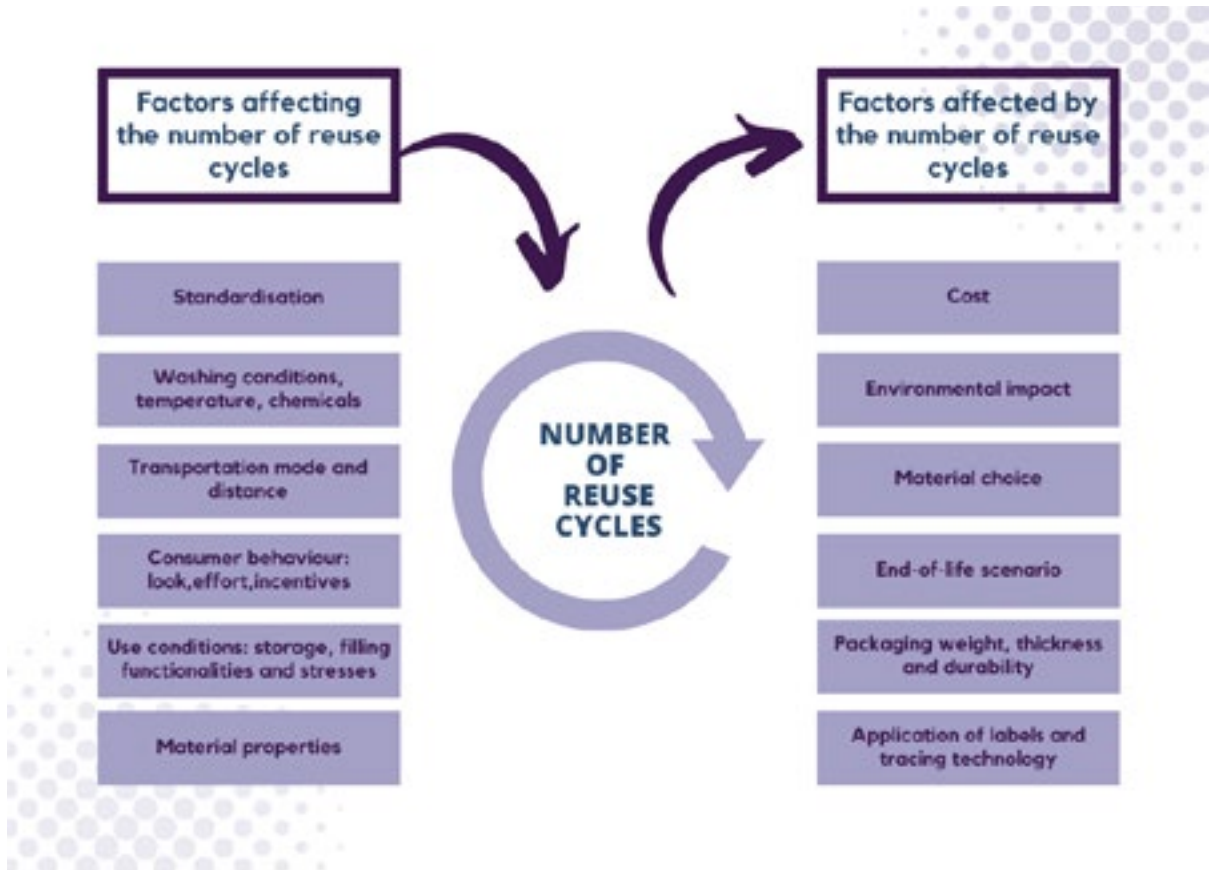 Factors affecting
the number of reuse
cycles
Standardisation
Washing conditions,
temperature, chemicals
Transportation mode and
distance
Consumer behaviour:
look,effort,incentives
Use conditions: storage, filling
functionalities and stresses
Material properties
NUMBER
OF
REUSE
CYCLES
Factors affected by
the number of reuse
cycles
Cost
Environmental impact
Material choice
End-of-life scenario
Packaging weight, thickness
and durability
Application of labels and
tracing technology